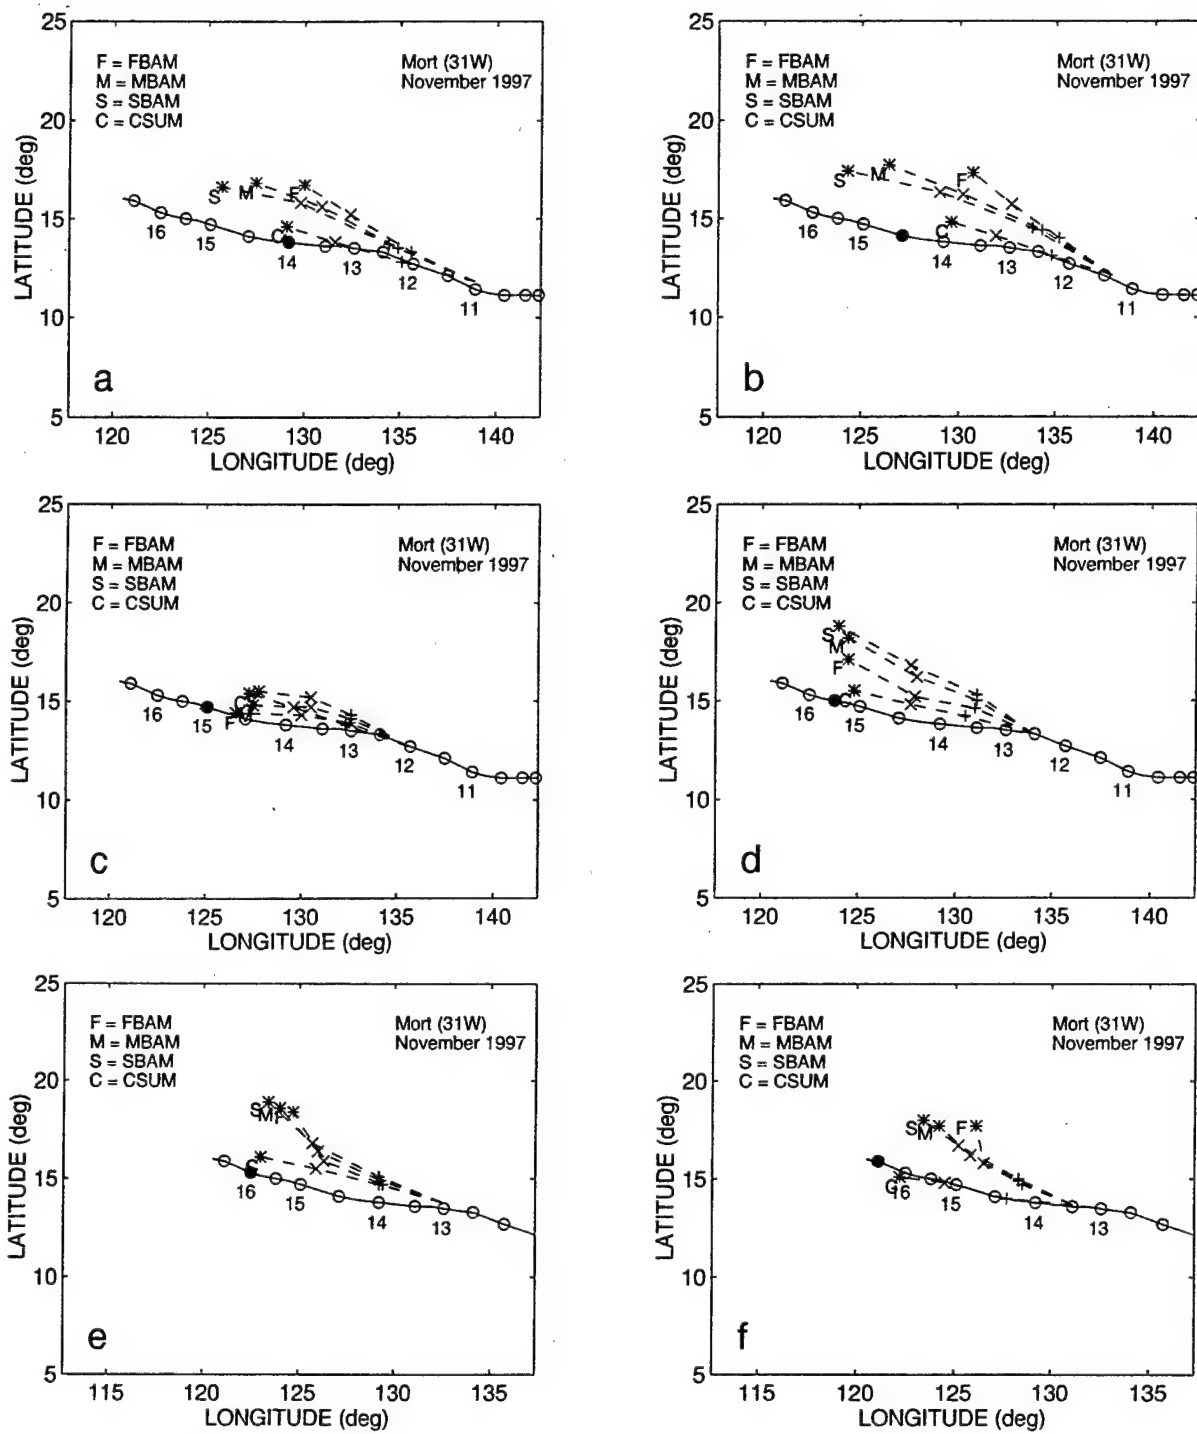 25
20
15
10
5
LATITUDE (deg)
F = FBAM
M = MBAM
S = SBAM
C = CSUM
Mort (31W)
November 1997
S
M
F
C
16
15
14
13
12
11
a
120
125
130
135
140
LONGITUDE (deg)
25
20
15
10
5
LATITUDE (deg)
F = FBAM
M = MBAM
S = SBAM
C = CSUM
Mort (31W)
November 1997
S
M
F
C
16
15
14
13
12
11
b
120
125
130
135
140
LONGITUDE (deg)
25
20
15
10
5
LATITUDE (deg)
F = FBAM
M = MBAM
S = SBAM
C = CSUM
Mort (31W)
November 1997
F
16
15
14
13
12
11
c
120
125
130
135
140
LONGITUDE (deg)
25
20
15
10
5
LATITUDE (deg)
F = FBAM
M = MBAM
S = SBAM
C = CSUM
Mort (31W)
November 1997
S
M
F
C
16
15
14
13
12
11
d
120
125
130
135
140
LONGITUDE (deg)
25
20
15
10
5
LATITUDE (deg)
F = FBAM
M = MBAM
S = SBAM
C = CSUM
Mort (31W)
November 1997
S
M
F
C
16
15
14
13
e
115
120
125
130
135
LONGITUDE (deg)
25
20
15
10
5
LATITUDE (deg)
F = FBAM
M = MBAM
S = SBAM
C = CSUM
Mort (31W)
November 1997
S
M
F
C
16
15
14
13
f
115
120
125
130
135
LONGITUDE (deg)